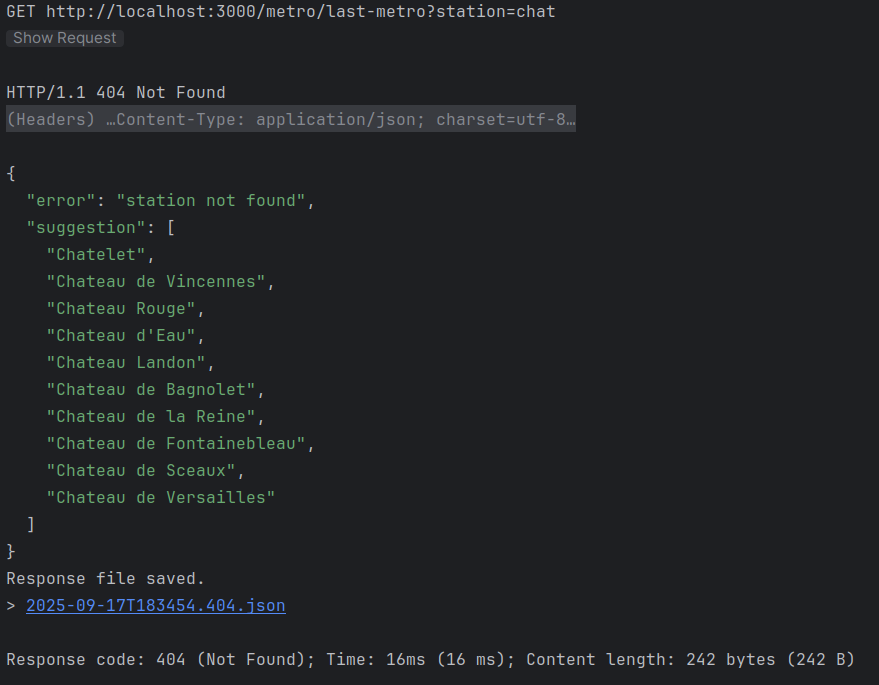 GET http://localhost:3000/metro/last-metro?station=chat
Show Request
HTTP/1.1 404 Not Found
(Headers) …Content-Type: application/json; charset=utf-8…
{
  "error": "station not found",
  "suggestion": [
    "Chatelet",
    "Chateau de Vincennes",
    "Chateau Rouge",
    "Chateau d'Eau",
    "Chateau Landon",
    "Chateau de Bagnolet",
    "Chateau de la Reine",
    "Chateau de Fontainebleau",
    "Chateau de Sceaux",
    "Chateau de Versailles"
  ]
}
Response file saved.
> 2025-09-17T183454.404.json
Response code: 404 (Not Found); Time: 16ms (16 ms); Content length: 242 bytes (242 B)